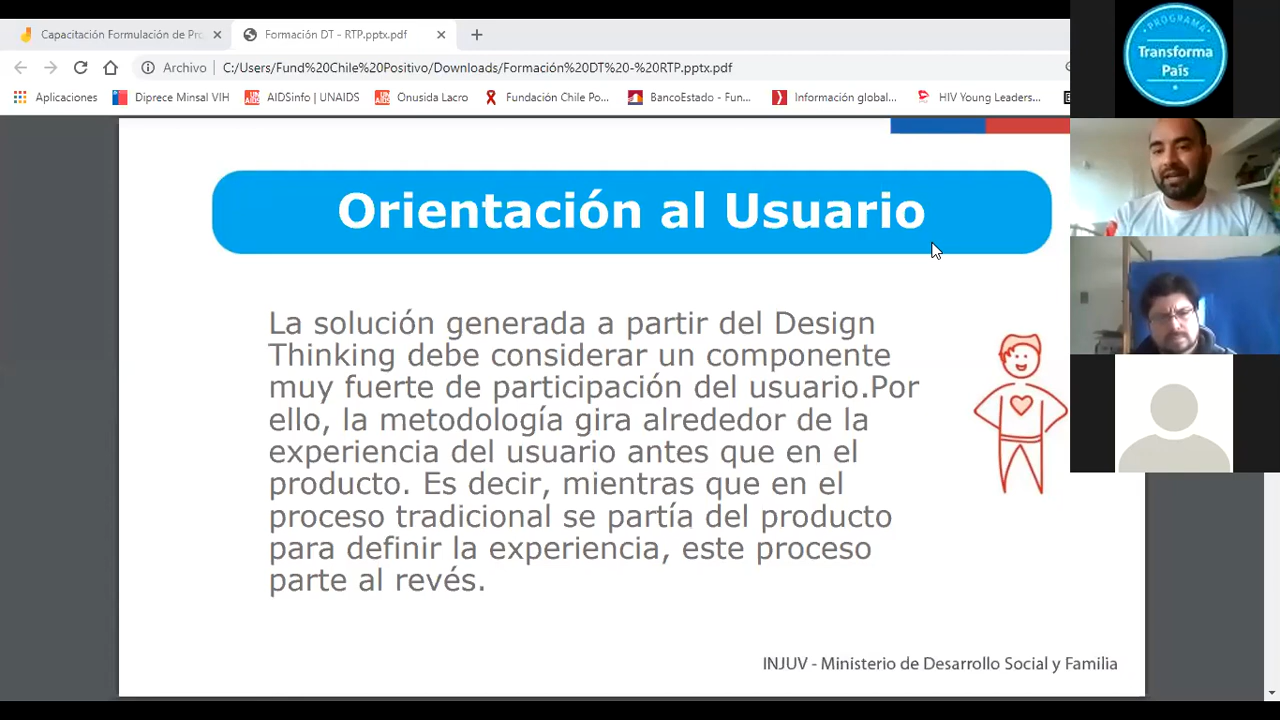 Capacitación Formulación de Pro
Formación DT - RTP.pptx.pdf
Archivo
C:/Users/Fund%20Chile%20Positivo/Downloads/Formación%20DT%20-%20RTP.pptx.pdf
Aplicaciones
Diprece Minsal VIH
AIDSinfo | UNAIDS
Onusida Lacro
Fundación Chile Po...
BancoEstado - Fun...
Información global...
HIV Young Leaders...
PROGRAMA
Transforma
País
Orientación al Usuario
La solución generada a partir del Design
Thinking debe considerar un componente
muy fuerte de participación del usuario.Por
ello, la metodología gira alrededor de la
experiencia del usuario antes que en el
producto. Es decir, mientras que en el
proceso tradicional se partía del producto
para definir la experiencia, este proceso
parte al revés.
INJUV - Ministerio de Desarrollo Social y Familia